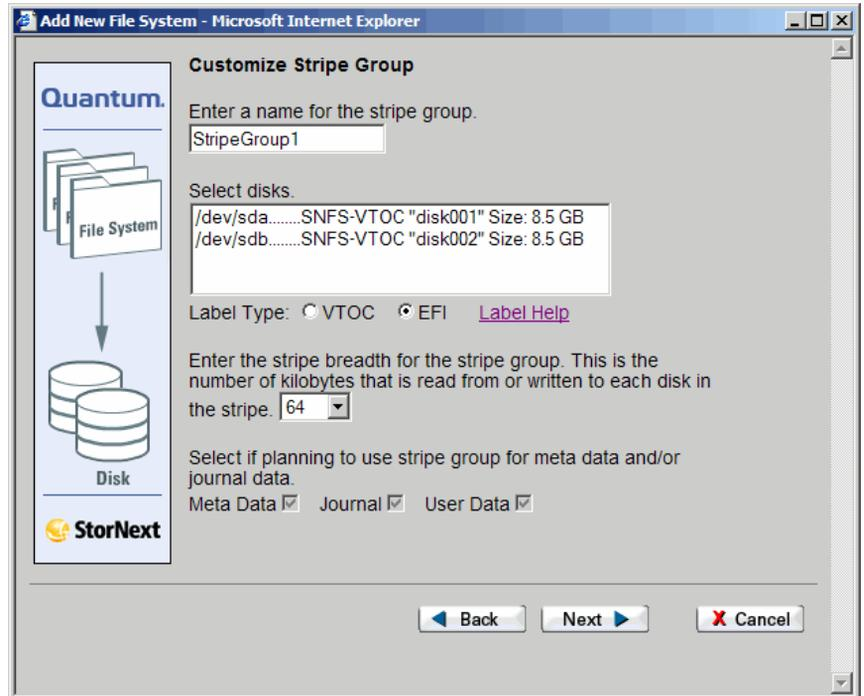 Add New File System - Microsoft Internet Explorer
Customize Stripe Group
Quantum.
Enter a name for the stripe group.
StripeGroup1
Select disks.
/dev/sda.......SNFS-VTOC "disk001" Size: 8.5 GB
/dev/sdb.......SNFS-VTOC "disk002" Size: 8.5 GB
F
F
File System
Label Type: VTOC EFI Label Help
Enter the stripe breadth for the stripe group. This is the
number of kilobytes that is read from or written to each disk in
the stripe. 64
Select if planning to use stripe group for meta data and/or
journal data.
Disk
Meta Data Journal User Data
StorNext
Back Next X Cancel